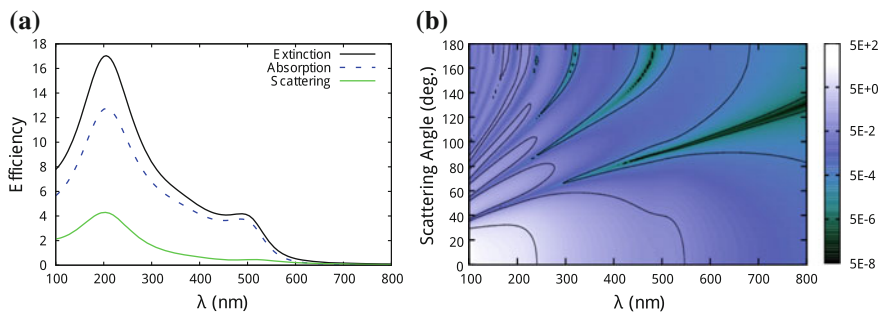 (a)
18
16
14
12
10
8
6
4
2
0
Efficiency
Extinction
Absorption
Scattering
100 200 300 400 500 600 700 800
λ (nm)
(b)
180
160
140
120
100
80
60
40
20
0
Scattering Angle (deg.)
100 200 300 400 500 600 700 800
λ (nm)
5E+2
5E+0
5E-2
5E-4
5E-6
5E-8